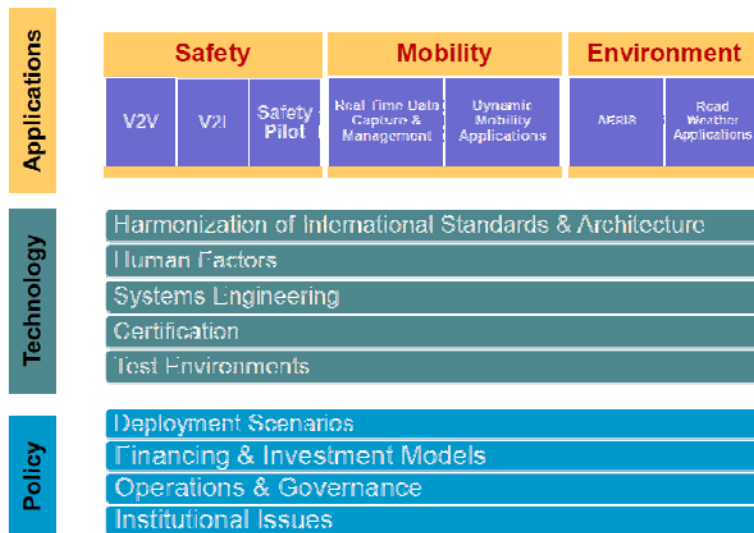 Applications
Safety
Mobility
Environment
V2V
V2I
Safety
Pilot
Real Time Data
Capture &
Management
Dynamic
Mobility
Applications
AERIS
Road
Weather
Applications
Technology
Harmonization of International Standards & Architecture
Human Factors
Systems Engineering
Certification
Test Environments
Policy
Deployment Scenarios
Financing & Investment Models
Operations & Governance
Institutional Issues